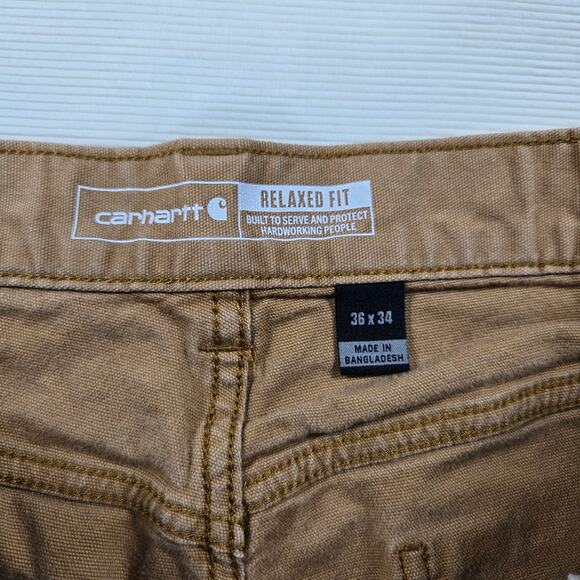 carhartt
RELAXED FIT
BUILT TO SERVE AND PROTECT
HARDWORKING PEOPLE
36 x 34
MADE IN
BANGLADESH